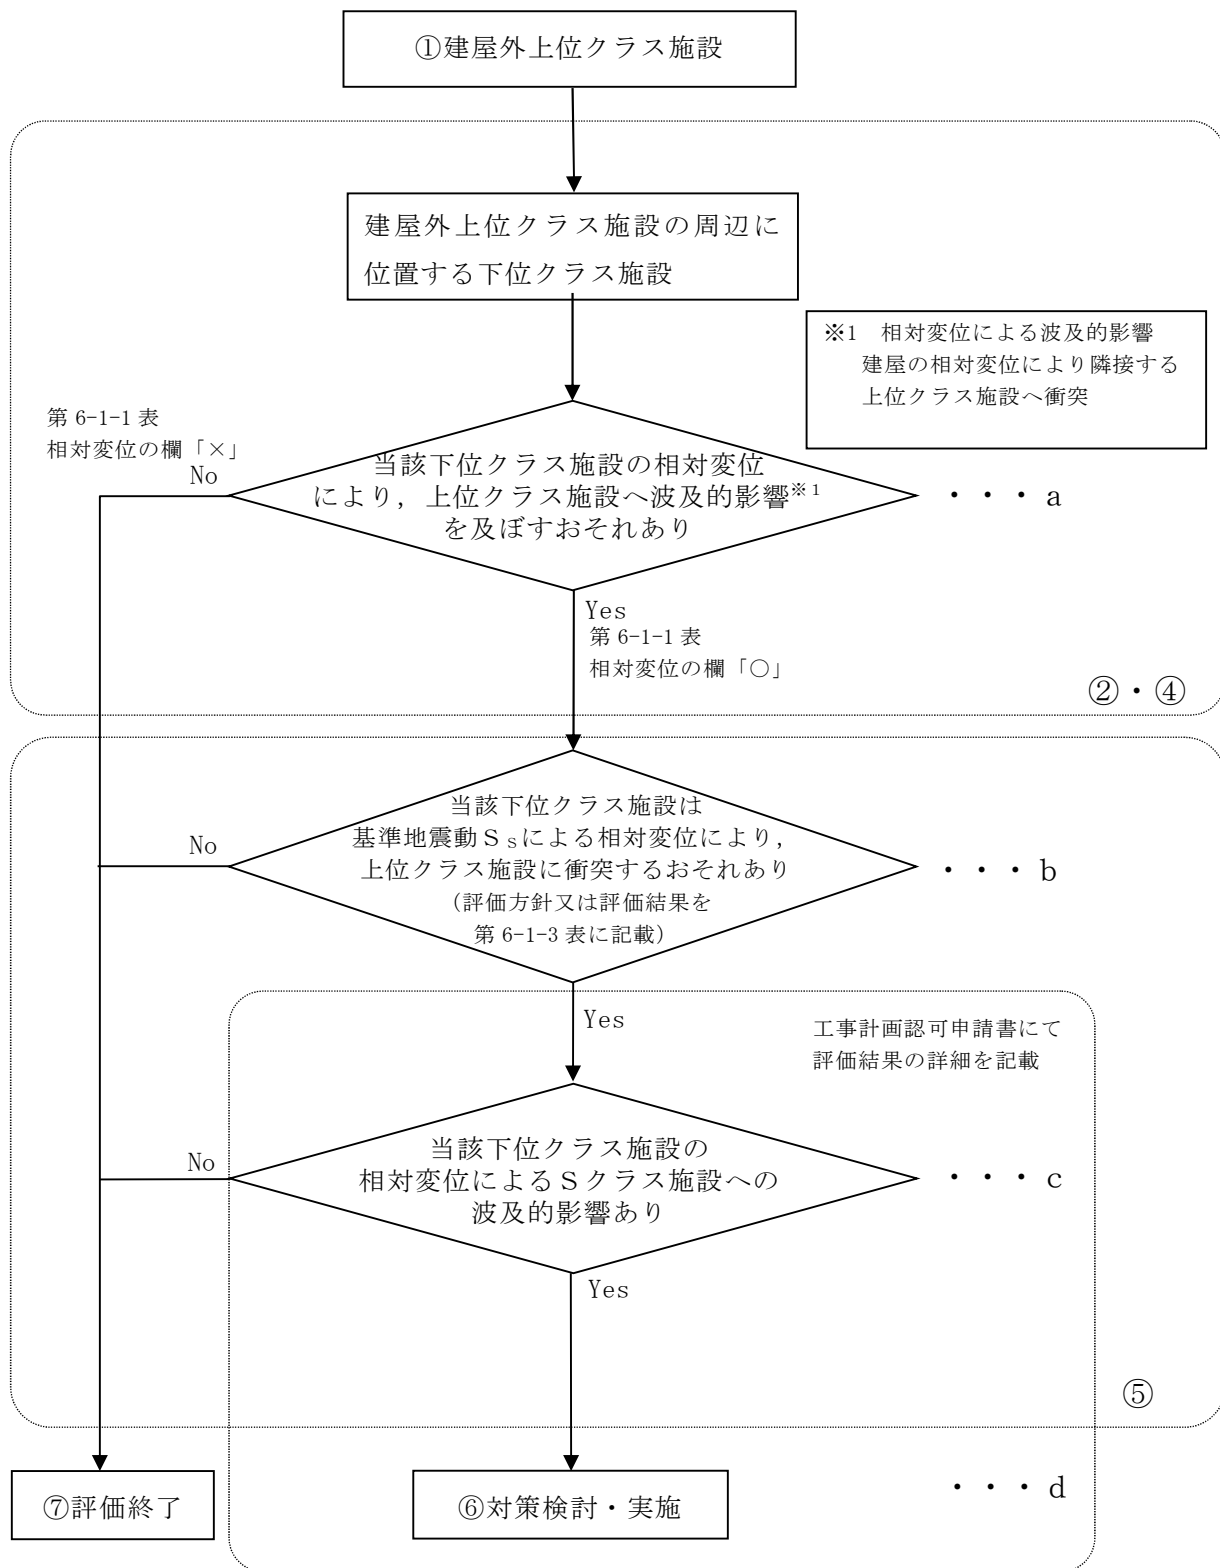 ①建屋外上位クラス施設
建屋外上位クラス施設の周辺に
位置する下位クラス施設
※1　相対変位による波及的影響
建屋の相対変位により隣接する
上位クラス施設へ衝突
第 6-1-1 表
相対変位の欄「×」
No
当該下位クラス施設の相対変位
により，上位クラス施設へ波及的影響※1
を及ぼすおそれあり
・・・a
Yes
第 6-1-1 表
相対変位の欄「○」
②・④
No
当該下位クラス施設は
基準地震動Ｓｓによる相対変位により，
上位クラス施設に衝突するおそれあり
（評価方針又は評価結果を
第 6-1-3 表に記載）
・・・b
Yes
工事計画認可申請書にて
評価結果の詳細を記載
No
当該下位クラス施設の
相対変位によるＳクラス施設への
波及的影響あり
・・・c
Yes
⑤
⑦評価終了
⑥対策検討・実施
・・・d